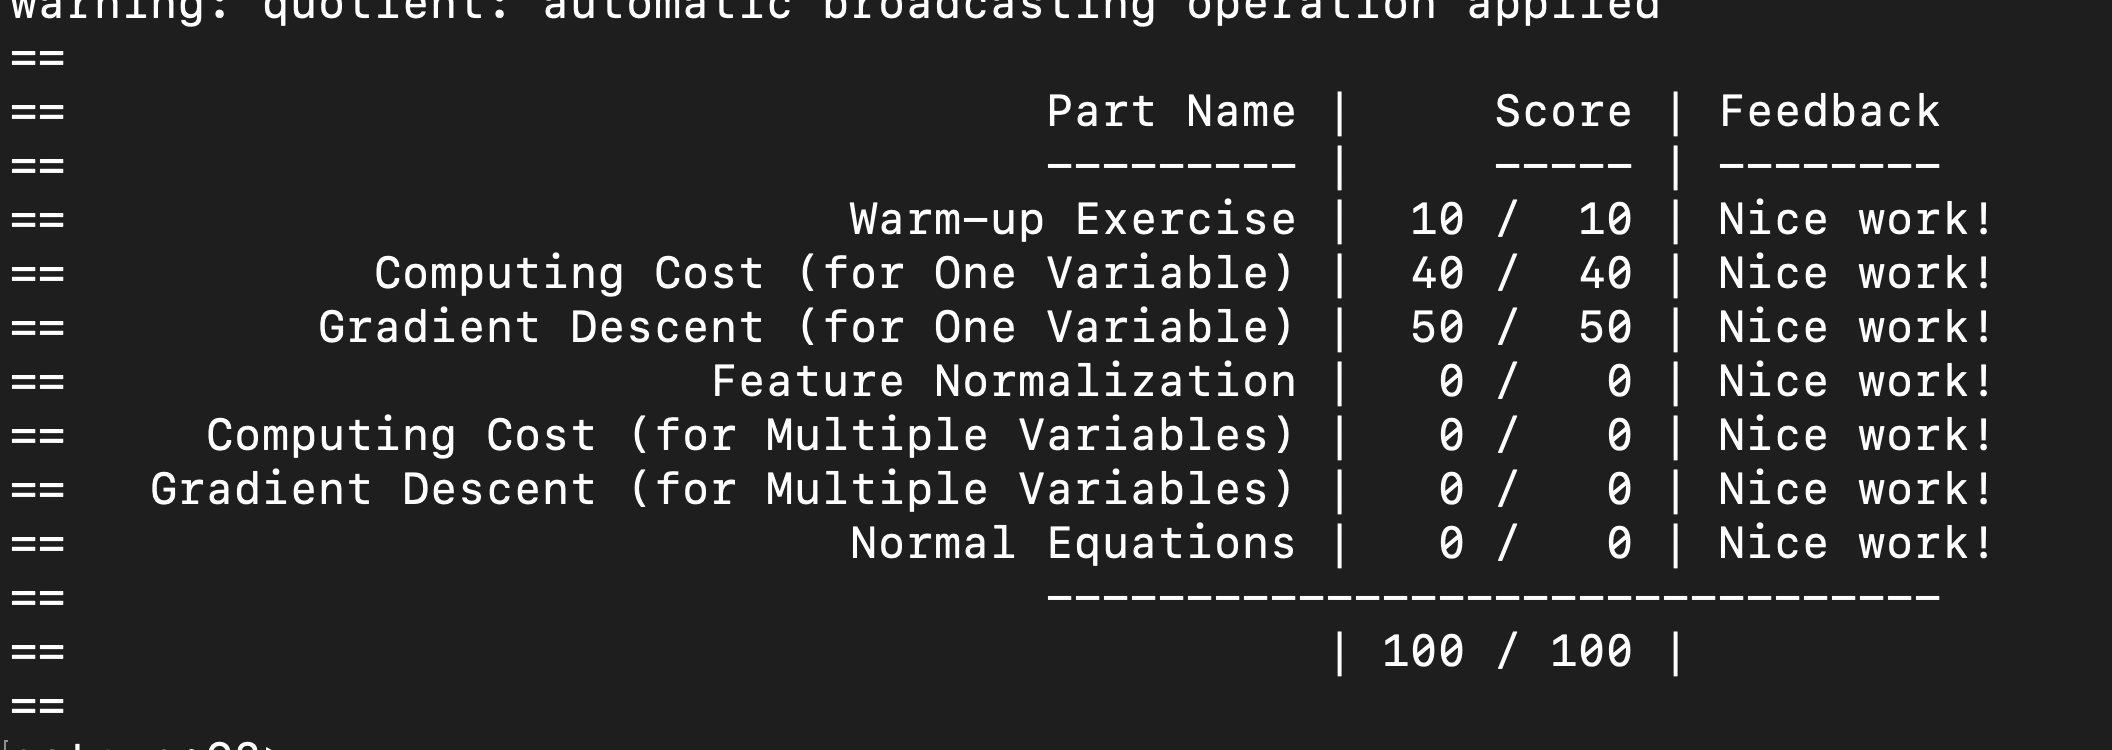 warning: quotient: automatic broadcasting operation applied
==
== Part Name | Score | Feedback
== --------- | ----- | --------
== Warm-up Exercise | 10 / 10 | Nice work!
== Computing Cost (for One Variable) | 40 / 40 | Nice work!
== Gradient Descent (for One Variable) | 50 / 50 | Nice work!
== Feature Normalization | 0 / 0 | Nice work!
== Computing Cost (for Multiple Variables) | 0 / 0 | Nice work!
== Gradient Descent (for Multiple Variables) | 0 / 0 | Nice work!
== Normal Equations | 0 / 0 | Nice work!
== --------------------------------
== | 100 / 100 |
==